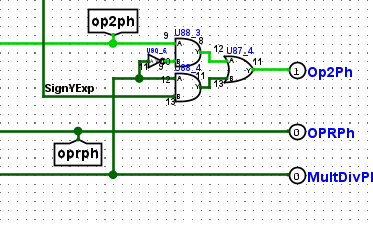 op2ph
U88_3
9
A
8
U80_6
12
U87_4
A
11
1
Op2Ph
B
U88_4
12
A
11
13
B
SignYExp
13
B
0
OPRPh
oprph
0
MultDivPl